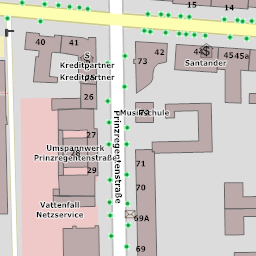 15
14
40
41
42
44
45
45a
S
Kreditpartner
Kreditpartner
73
Santander
26
Musikschule
Prinzregentenstraße
27
Umspannwerk
Prinzregentenstraße
28
29
71
70
Vattenfall
Netzservice
69A
69